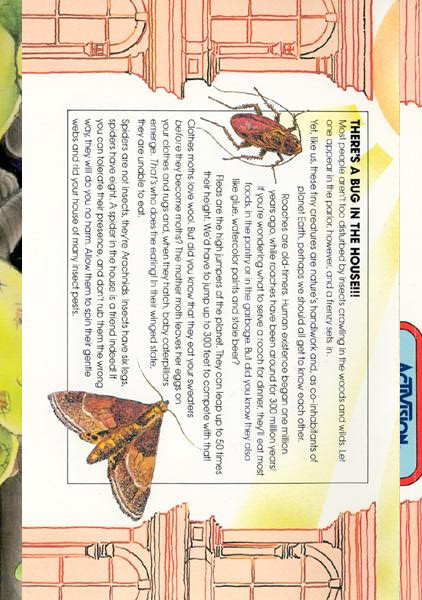 THERE'S A BUG IN THE HOUSE!!!
Most people aren't too disturbed by insects crawling in the woods and wilds. Let
one appear in the parlor, however, and a frenzy sets in.
Yet, like us, these tiny creatures are nature's handiwork and, as co-inhabitants of
planet Earth, perhaps we should all get to know each other.
Roaches are old-timers. Human existence began one million
years ago, while roaches have been around for 300 million years!
If you're wondering what to serve a roach for dinner, they'll eat most
foods, in the pantry or in the garbage. But did you know they also
like glue, watercolor paints and stale beer?
Fleas are the high jumpers of the planet. They can leap up to 50 times
their height. We'd have to jump up to 300 feet to compete with that!
Clothes moths love wool. But did you know that they eat your sweaters
before they become moths? The mother moth leaves her eggs on
your clothes and rugs and, when they hatch, baby caterpillars
emerge. That's who does the eating! In their winged state,
they are unable to eat.
Spiders are not insects, they're Arachnids. Insects have six legs,
spiders have eight. A spider in the house is a friend indeed! If
you can tolerate their presence, and don't rub them the wrong
way, they will do you no harm. Allow them to spin their gentle
webs and rid your house of many insect pests.
ACTIVISION